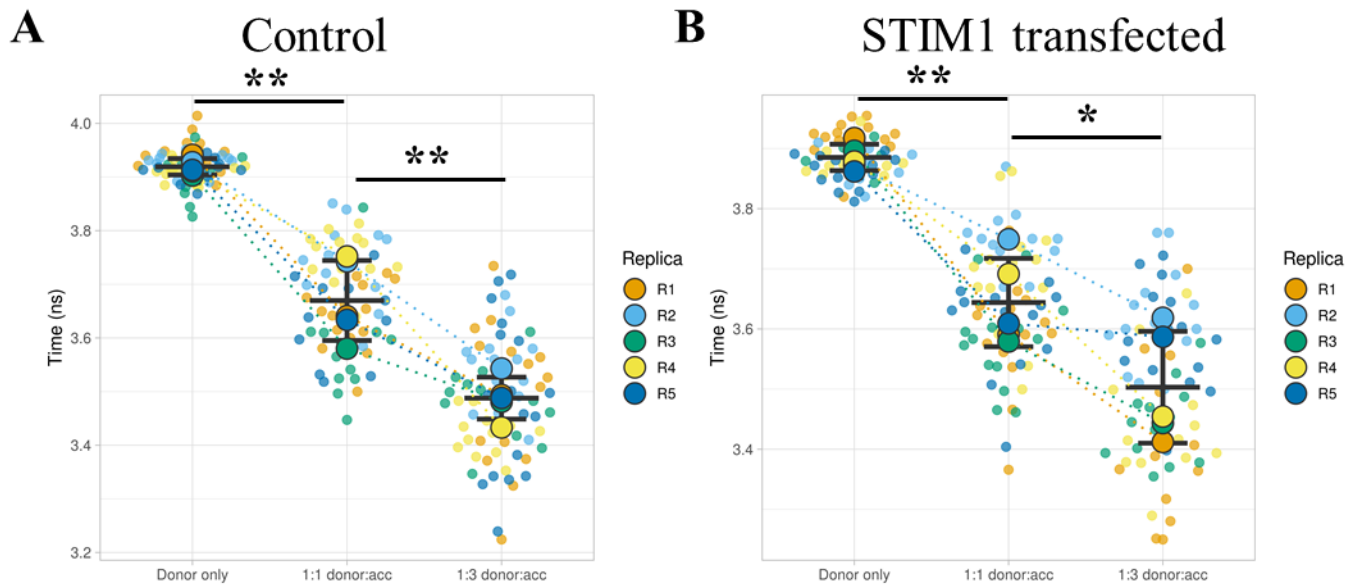 A
Control
**
**
Time (ns)
4.0
3.8
3.6
3.4
3.2
Donor only
1:1 donor:acc
1:3 donor:acc
Replica
R1
R2
R3
R4
R5
B
STIM1 transfected
**
*
Time (ns)
3.8
3.6
3.4
Donor only
1:1 donor:acc
1:3 donor:acc
Replica
R1
R2
R3
R4
R5